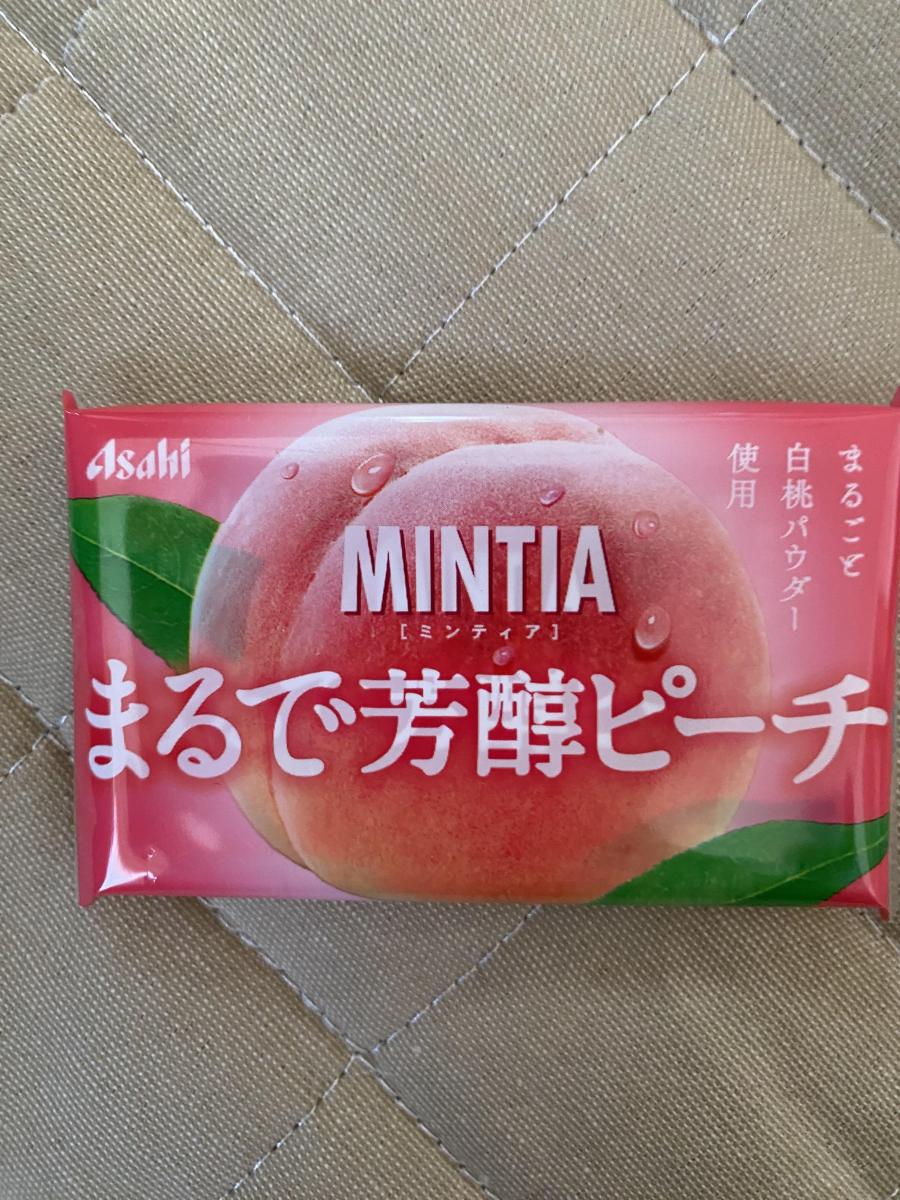 Asahi
まるごと
白桃パウダー
使用
MINTIA
[ミンティア]
まるで芳醇ピーチ